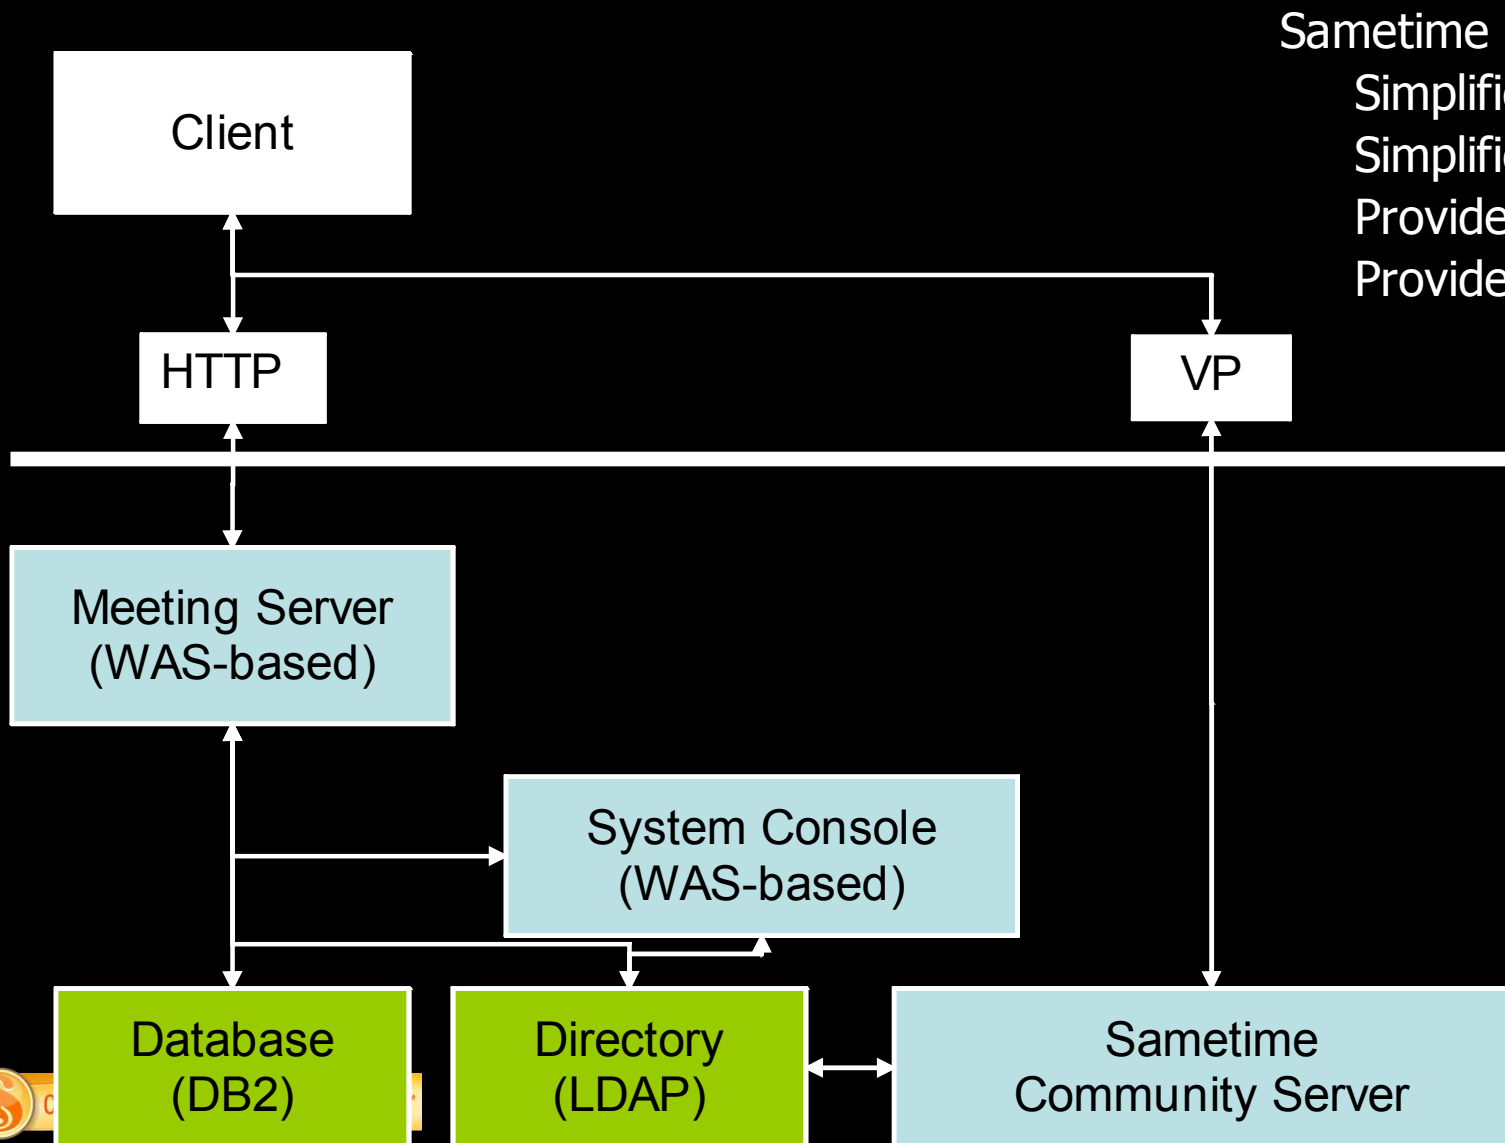 Sametime
Client
HTTP
VP
Meeting Server
(WAS-based)
System Console
(WAS-based)
Database
(DB2)
Directory
(LDAP)
Sametime
Community Server